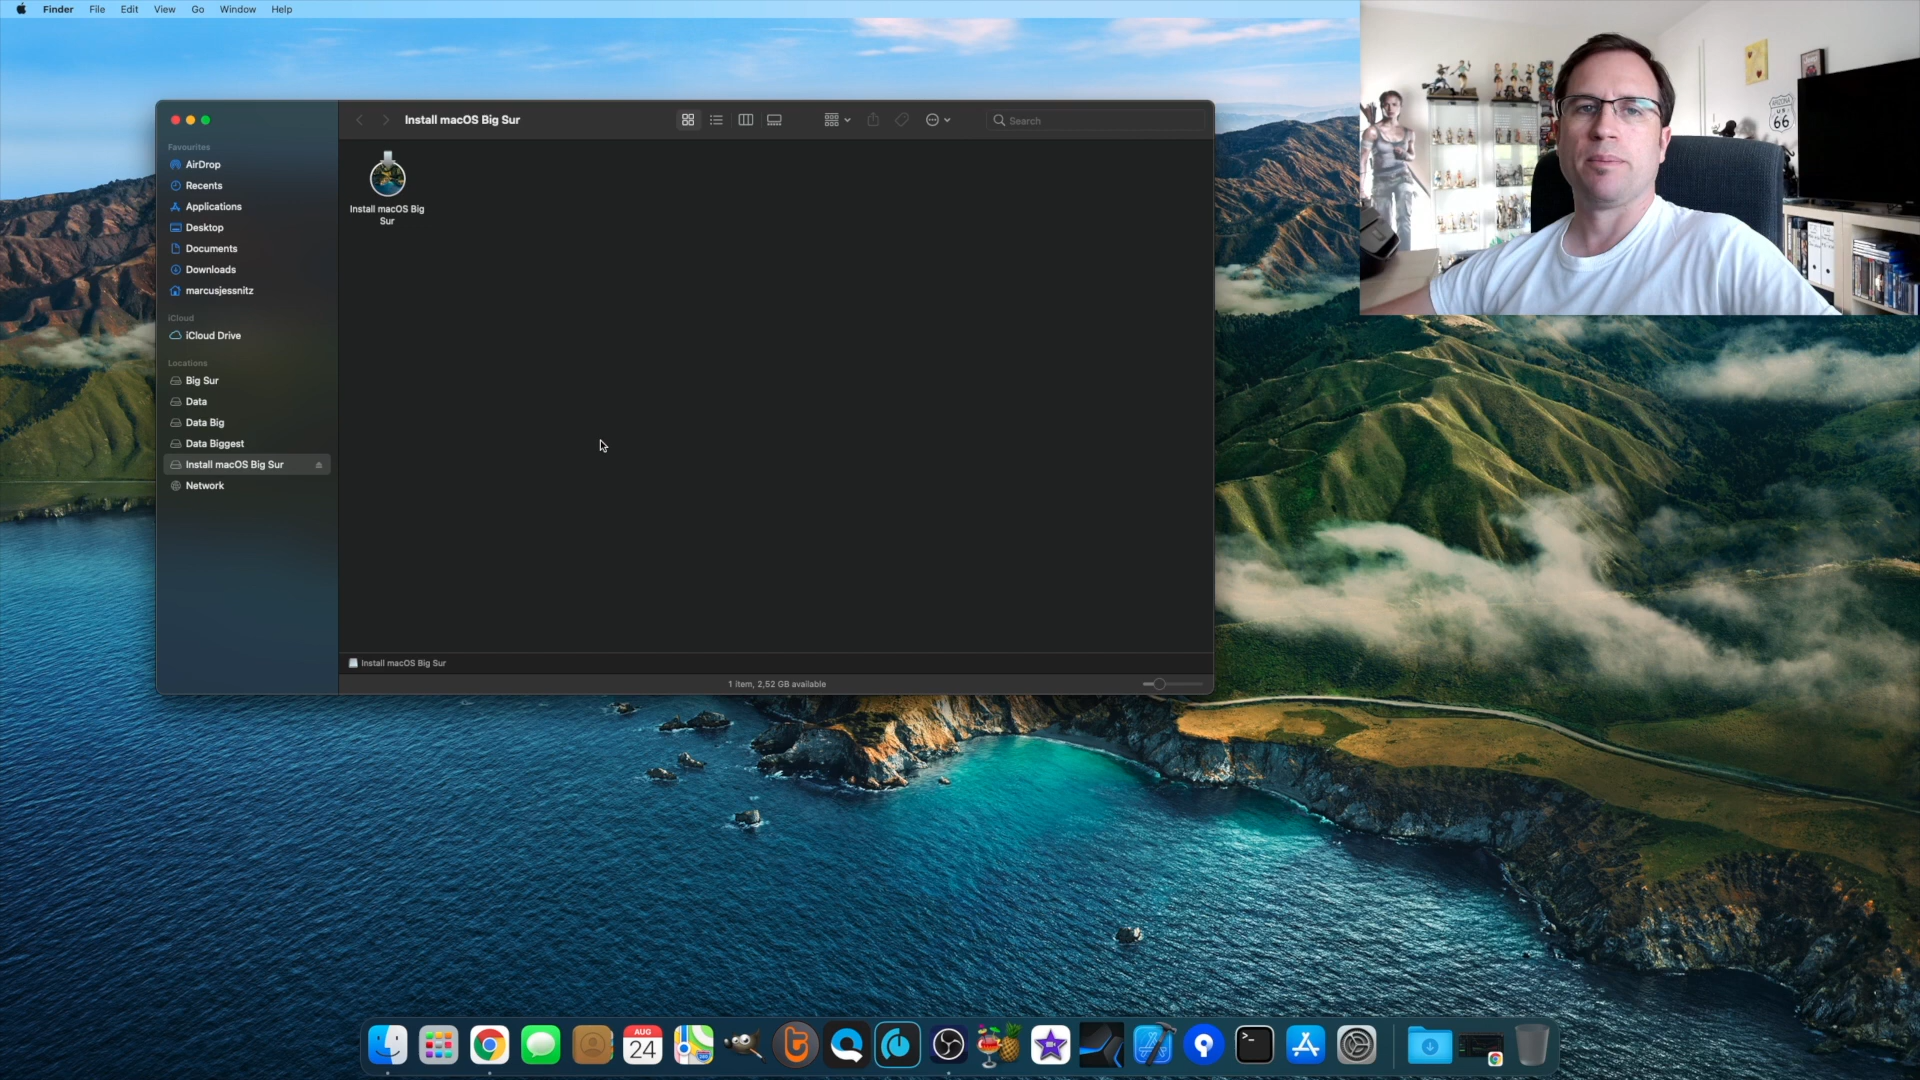 Finder File Edit View Go Window Help
Install macOS Big Sur
Search
Favourites
AirDrop
Recents
Applications
Desktop
Documents
Downloads
marcusjessnitz
iCloud
iCloud Drive
Locations
Big Sur
Data
Data Big
Data Biggest
Install macOS Big Sur
Network
Install macOS Big
Sur
Install macOS Big Sur
1 item, 2,52 GB available
ARIZONA
US
66
AUG
24